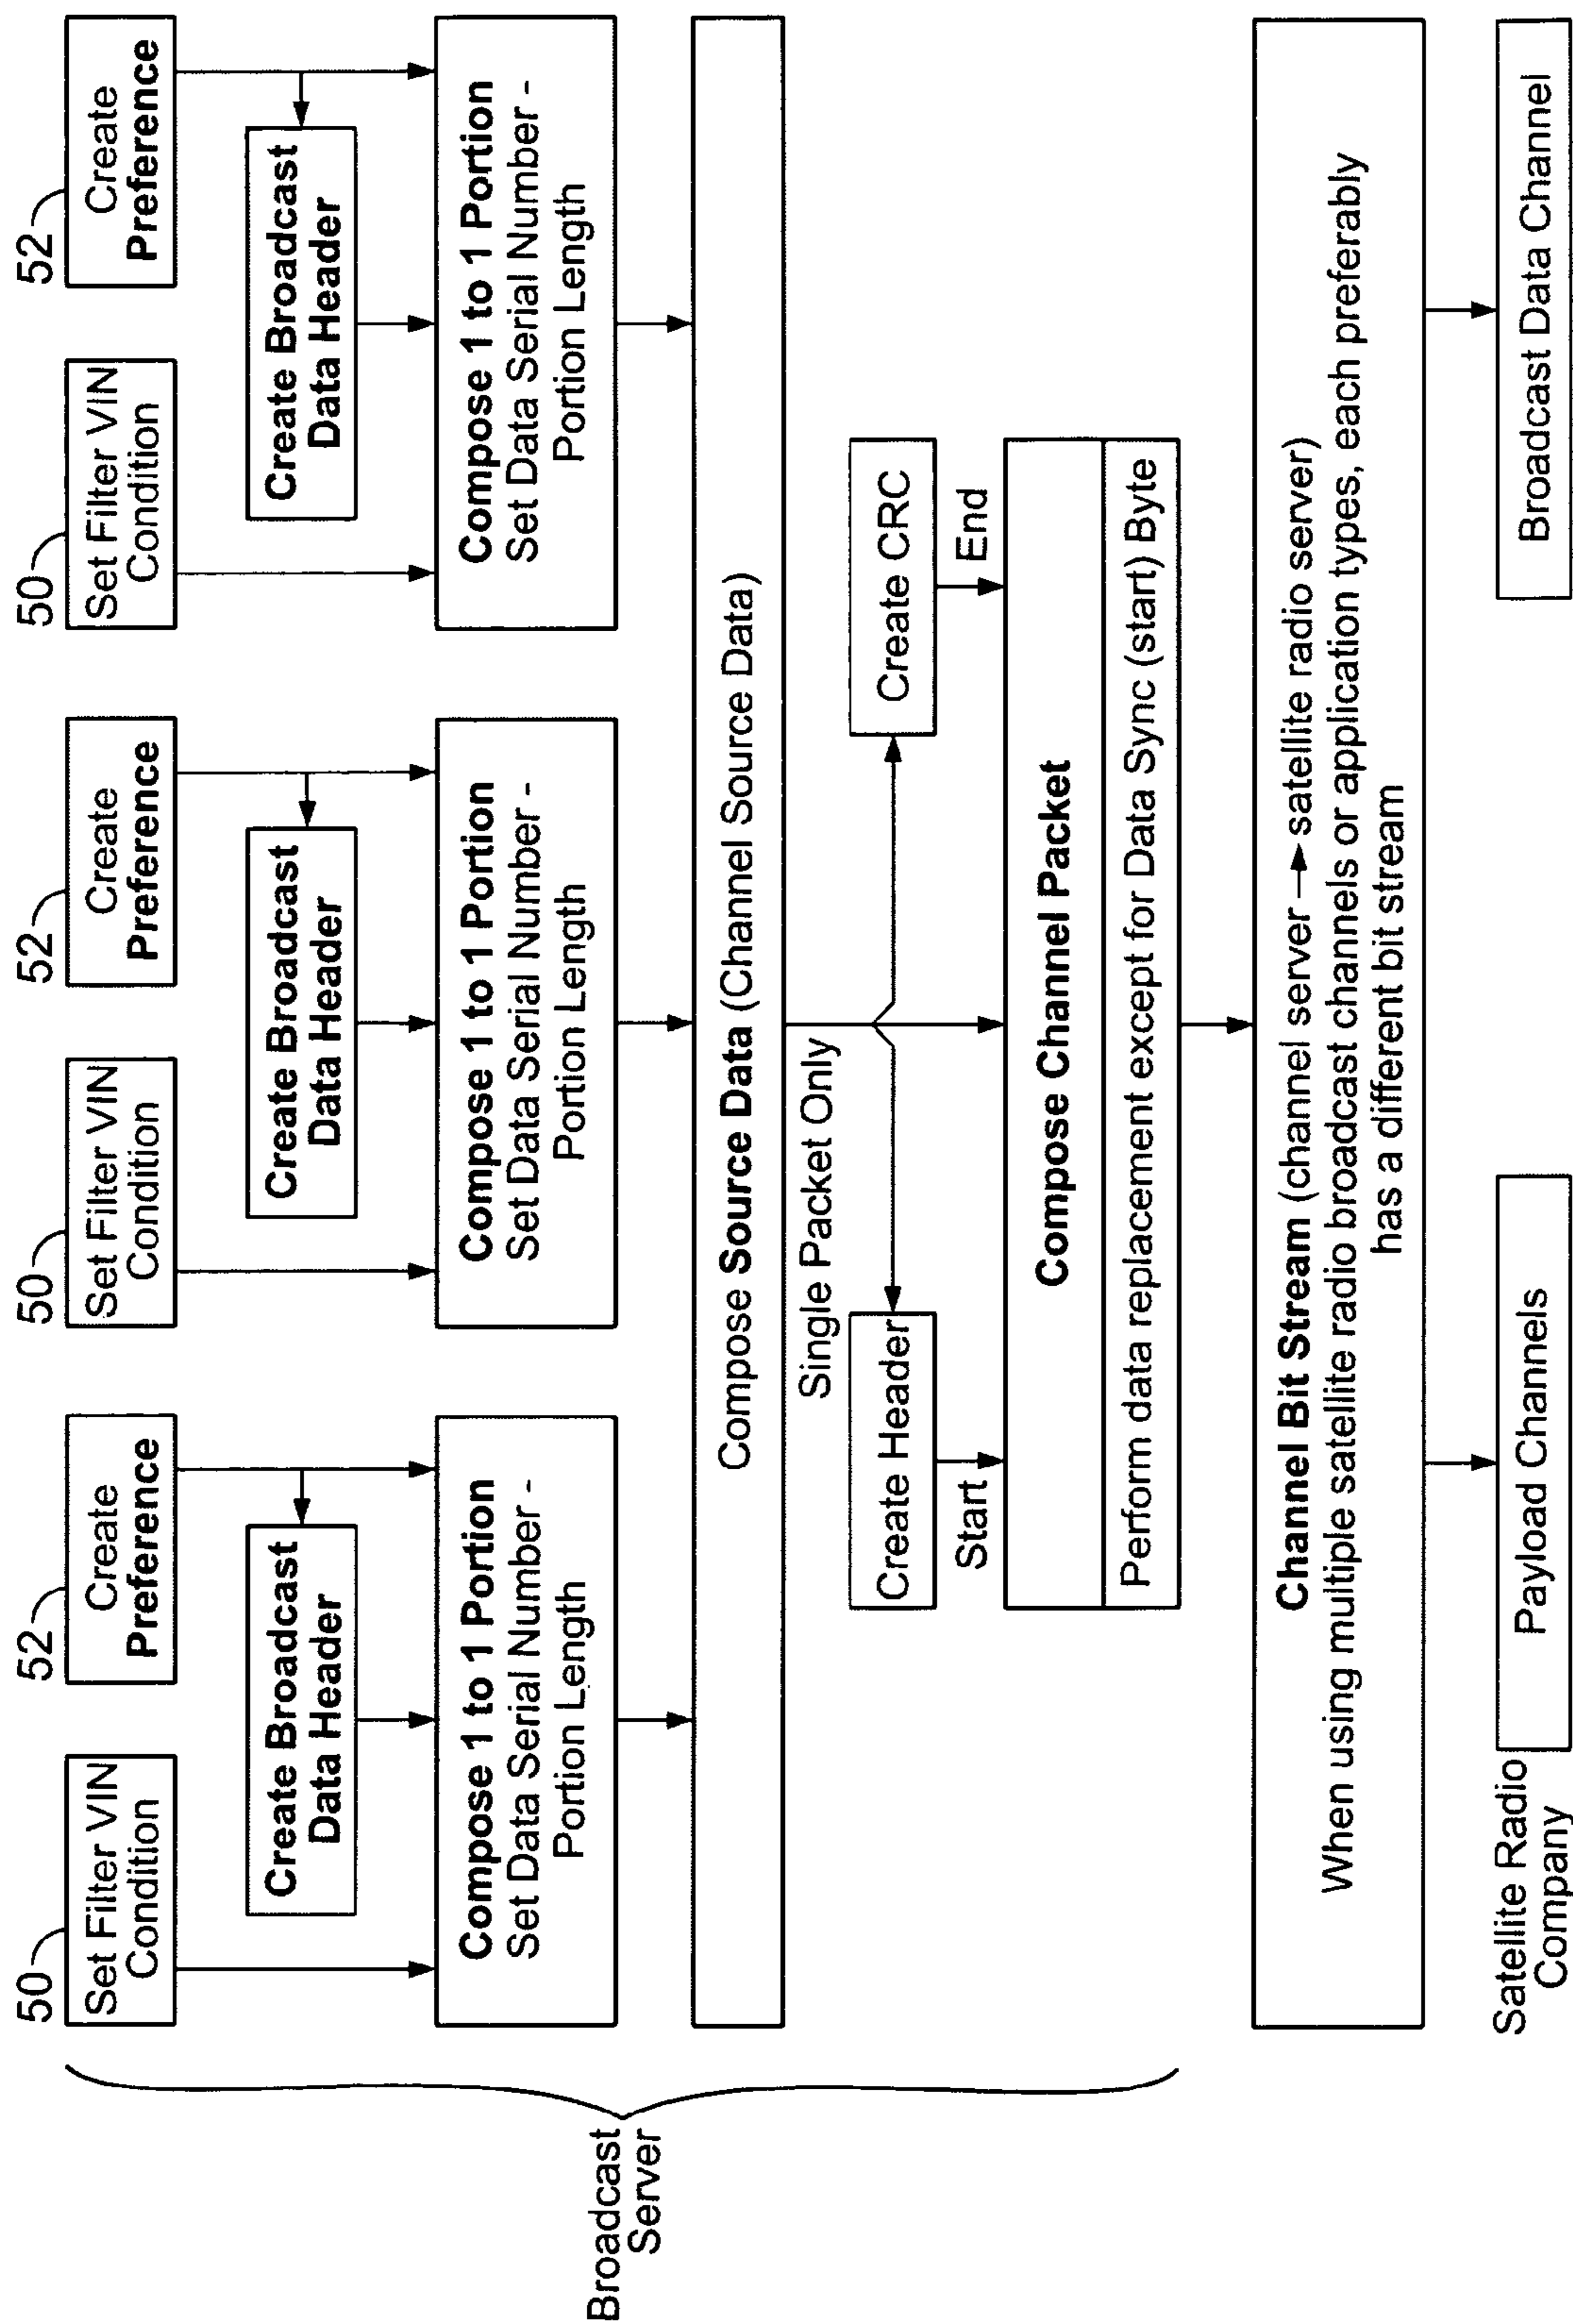 50
Set Filter VIN
Condition
52
Create
Preference
Create Broadcast
Data Header
Compose 1 to 1 Portion
Set Data Serial Number -
Portion Length
50
Set Filter VIN
Condition
52
Create
Preference
Create Broadcast
Data Header
Compose 1 to 1 Portion
Set Data Serial Number -
Portion Length
50
Set Filter VIN
Condition
52
Create
Preference
Create Broadcast
Data Header
Compose 1 to 1 Portion
Set Data Serial Number -
Portion Length
Broadcast
Server
Compose Source Data (Channel Source Data)
Single Packet Only
Create Header
Create CRC
Start
End
Compose Channel Packet
Perform data replacement except for Data Sync (start) Byte
Channel Bit Stream (channel server → satellite radio server)
When using multiple satellite radio broadcast channels or application types, each preferably
has a different bit stream
Satellite Radio
Company
Payload Channels
Broadcast Data Channel